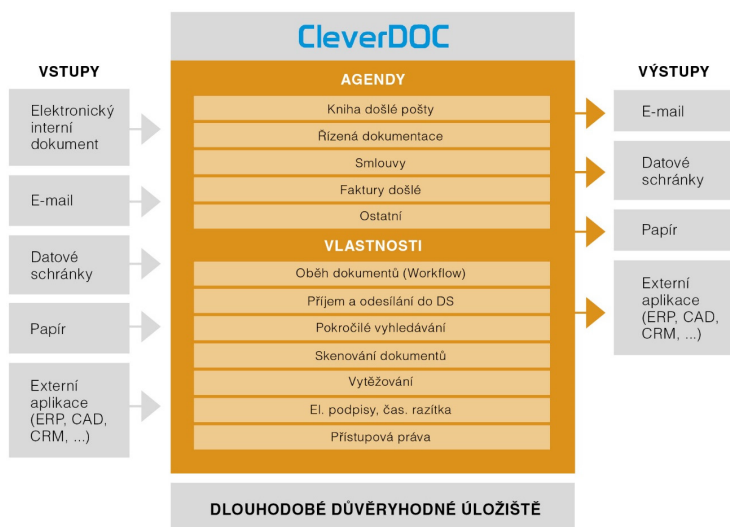 CleverDOC
VSTUPY
Elektronický
interní
dokument
E-mail
Datové
schránky
Papír
Externí
aplikace
(ERP, CAD,
CRM, ...)
AGENDY
Kniha došlé pošty
Řízená dokumentace
Smlouvy
Faktury došlé
Ostatní
VLASTNOSTI
Oběh dokumentů (Workflow)
Příjem a odesílání do DS
Pokročilé vyhledávání
Skenování dokumentů
Vytěžování
El. podpisy, čas. razítka
Přístupová práva
VÝSTUPY
E-mail
Datové
schránky
Papír
Externí
aplikace
(ERP, CAD,
CRM, ...)
DLOUHODOBÉ DŮVĚRYHODNÉ ÚLOŽIŠTĚ